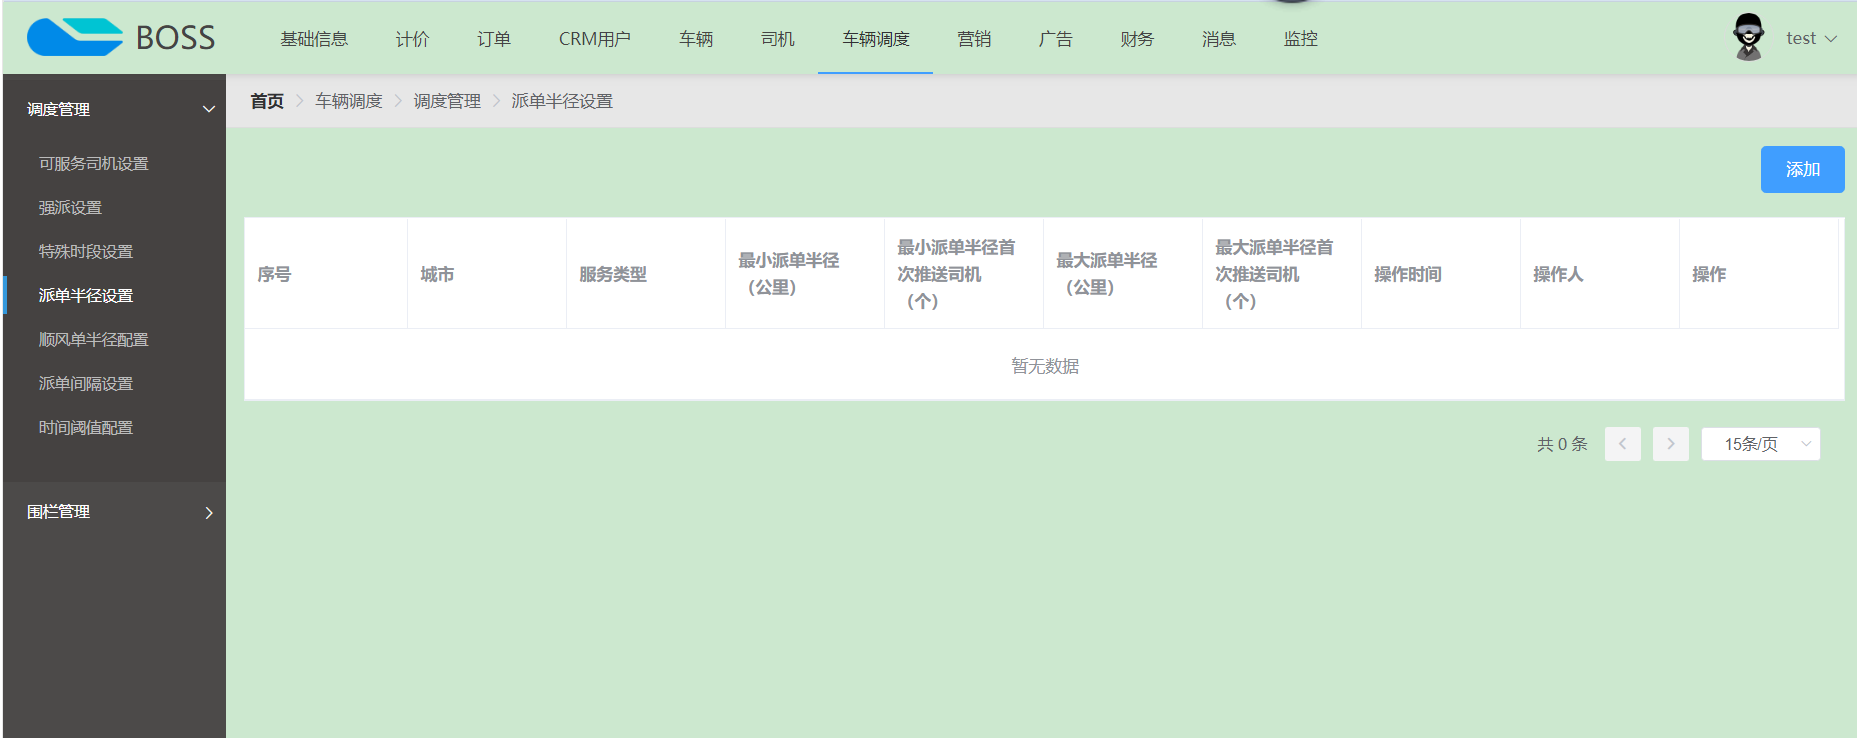 BOSS
基础信息 计价 订单 CRM用户 车辆 司机 车辆调度 营销 广告 财务 消息 监控
test
调度管理
可服务司机设置
强派设置
特殊时段设置
派单半径设置
顺风单半径配置
派单间隔设置
时间阈值配置
围栏管理
首页 > 车辆调度 > 调度管理 > 派单半径设置
添加
序号
城市
服务类型
最小派单半径
（公里）
最小派单半径首
次推送司机
（个）
最大派单半径
（公里）
最大派单半径首
次推送司机
（个）
操作时间
操作人
操作
暂无数据
共 0 条
15条/页